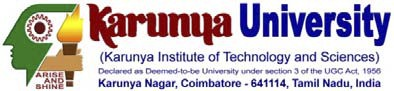 Karunya University
(Karunya Institute of Technology and Sciences)
Declared as Deemed-to-be University under section 3 of the UGC Act, 1956
Karunya Nagar, Coimbatore - 641114, Tamil Nadu, India
ARISE
AND
SHINE